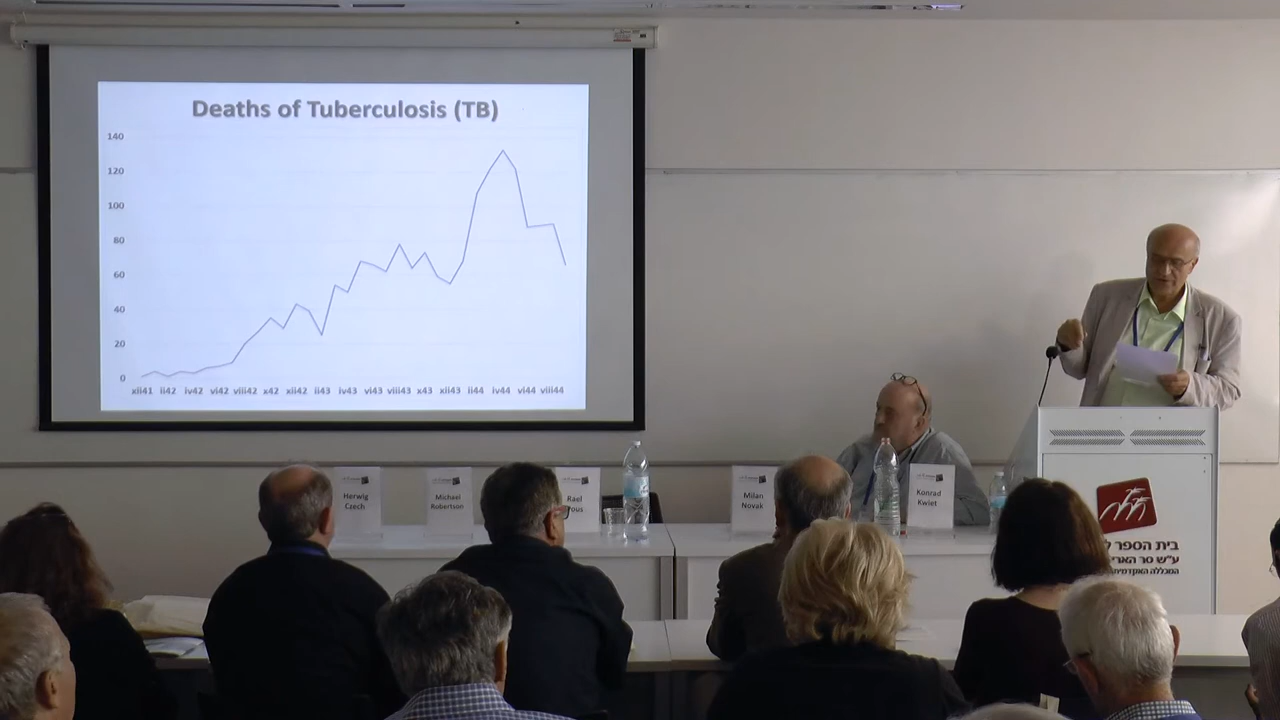 Deaths of Tuberculosis (TB)
140
120
100
80
60
40
20
0
xii41 ii42 iv42 vi42 viii42 x42 xii42 ii43 iv43 vi43 viii43 x43 xii43 ii44 iv44 vi44 viii44
Herwig
Czech
Michael
Robertson
Rael
Milan
Novak
Konrad
Kwiet
בית הספר
ע״ש סר
המכללה